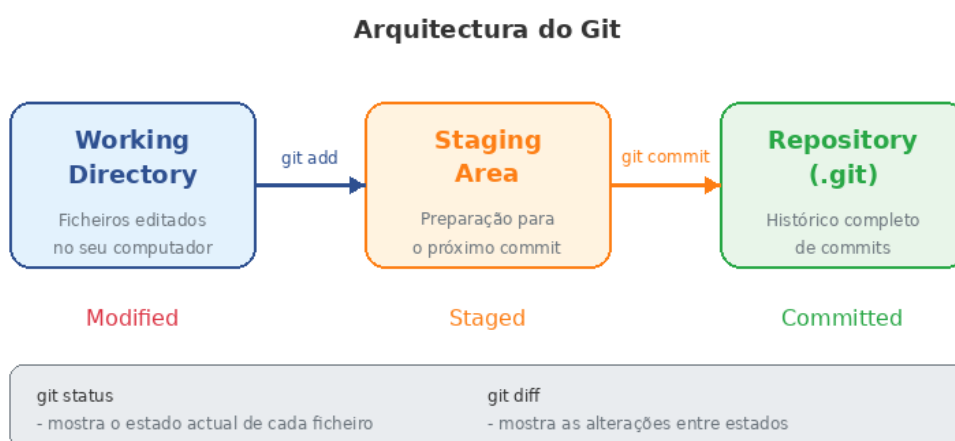 Arquitectura do Git
Working
Directory
Ficheiros editados
no seu computador
git add
Staging
Area
Preparação para
o próximo commit
git commit
Repository
(.git)
Histórico completo
de commits
Modified
Staged
Committed
git status
- mostra o estado actual de cada ficheiro
git diff
- mostra as alterações entre estados